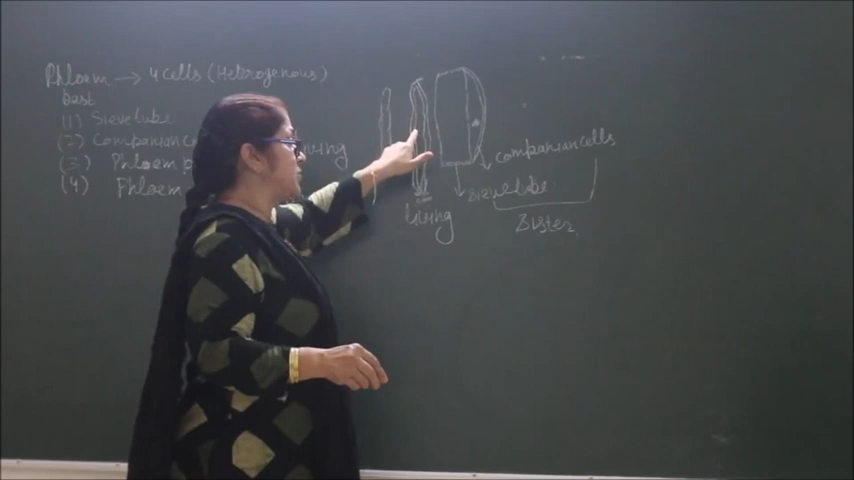 Phloem → 4 cells (Heterogenous)
bast
(1) Sieve tube
(2) Companion ce
living
(3) Phloem p
(4) Phloem
companion cells
sieve tube
living
Sister